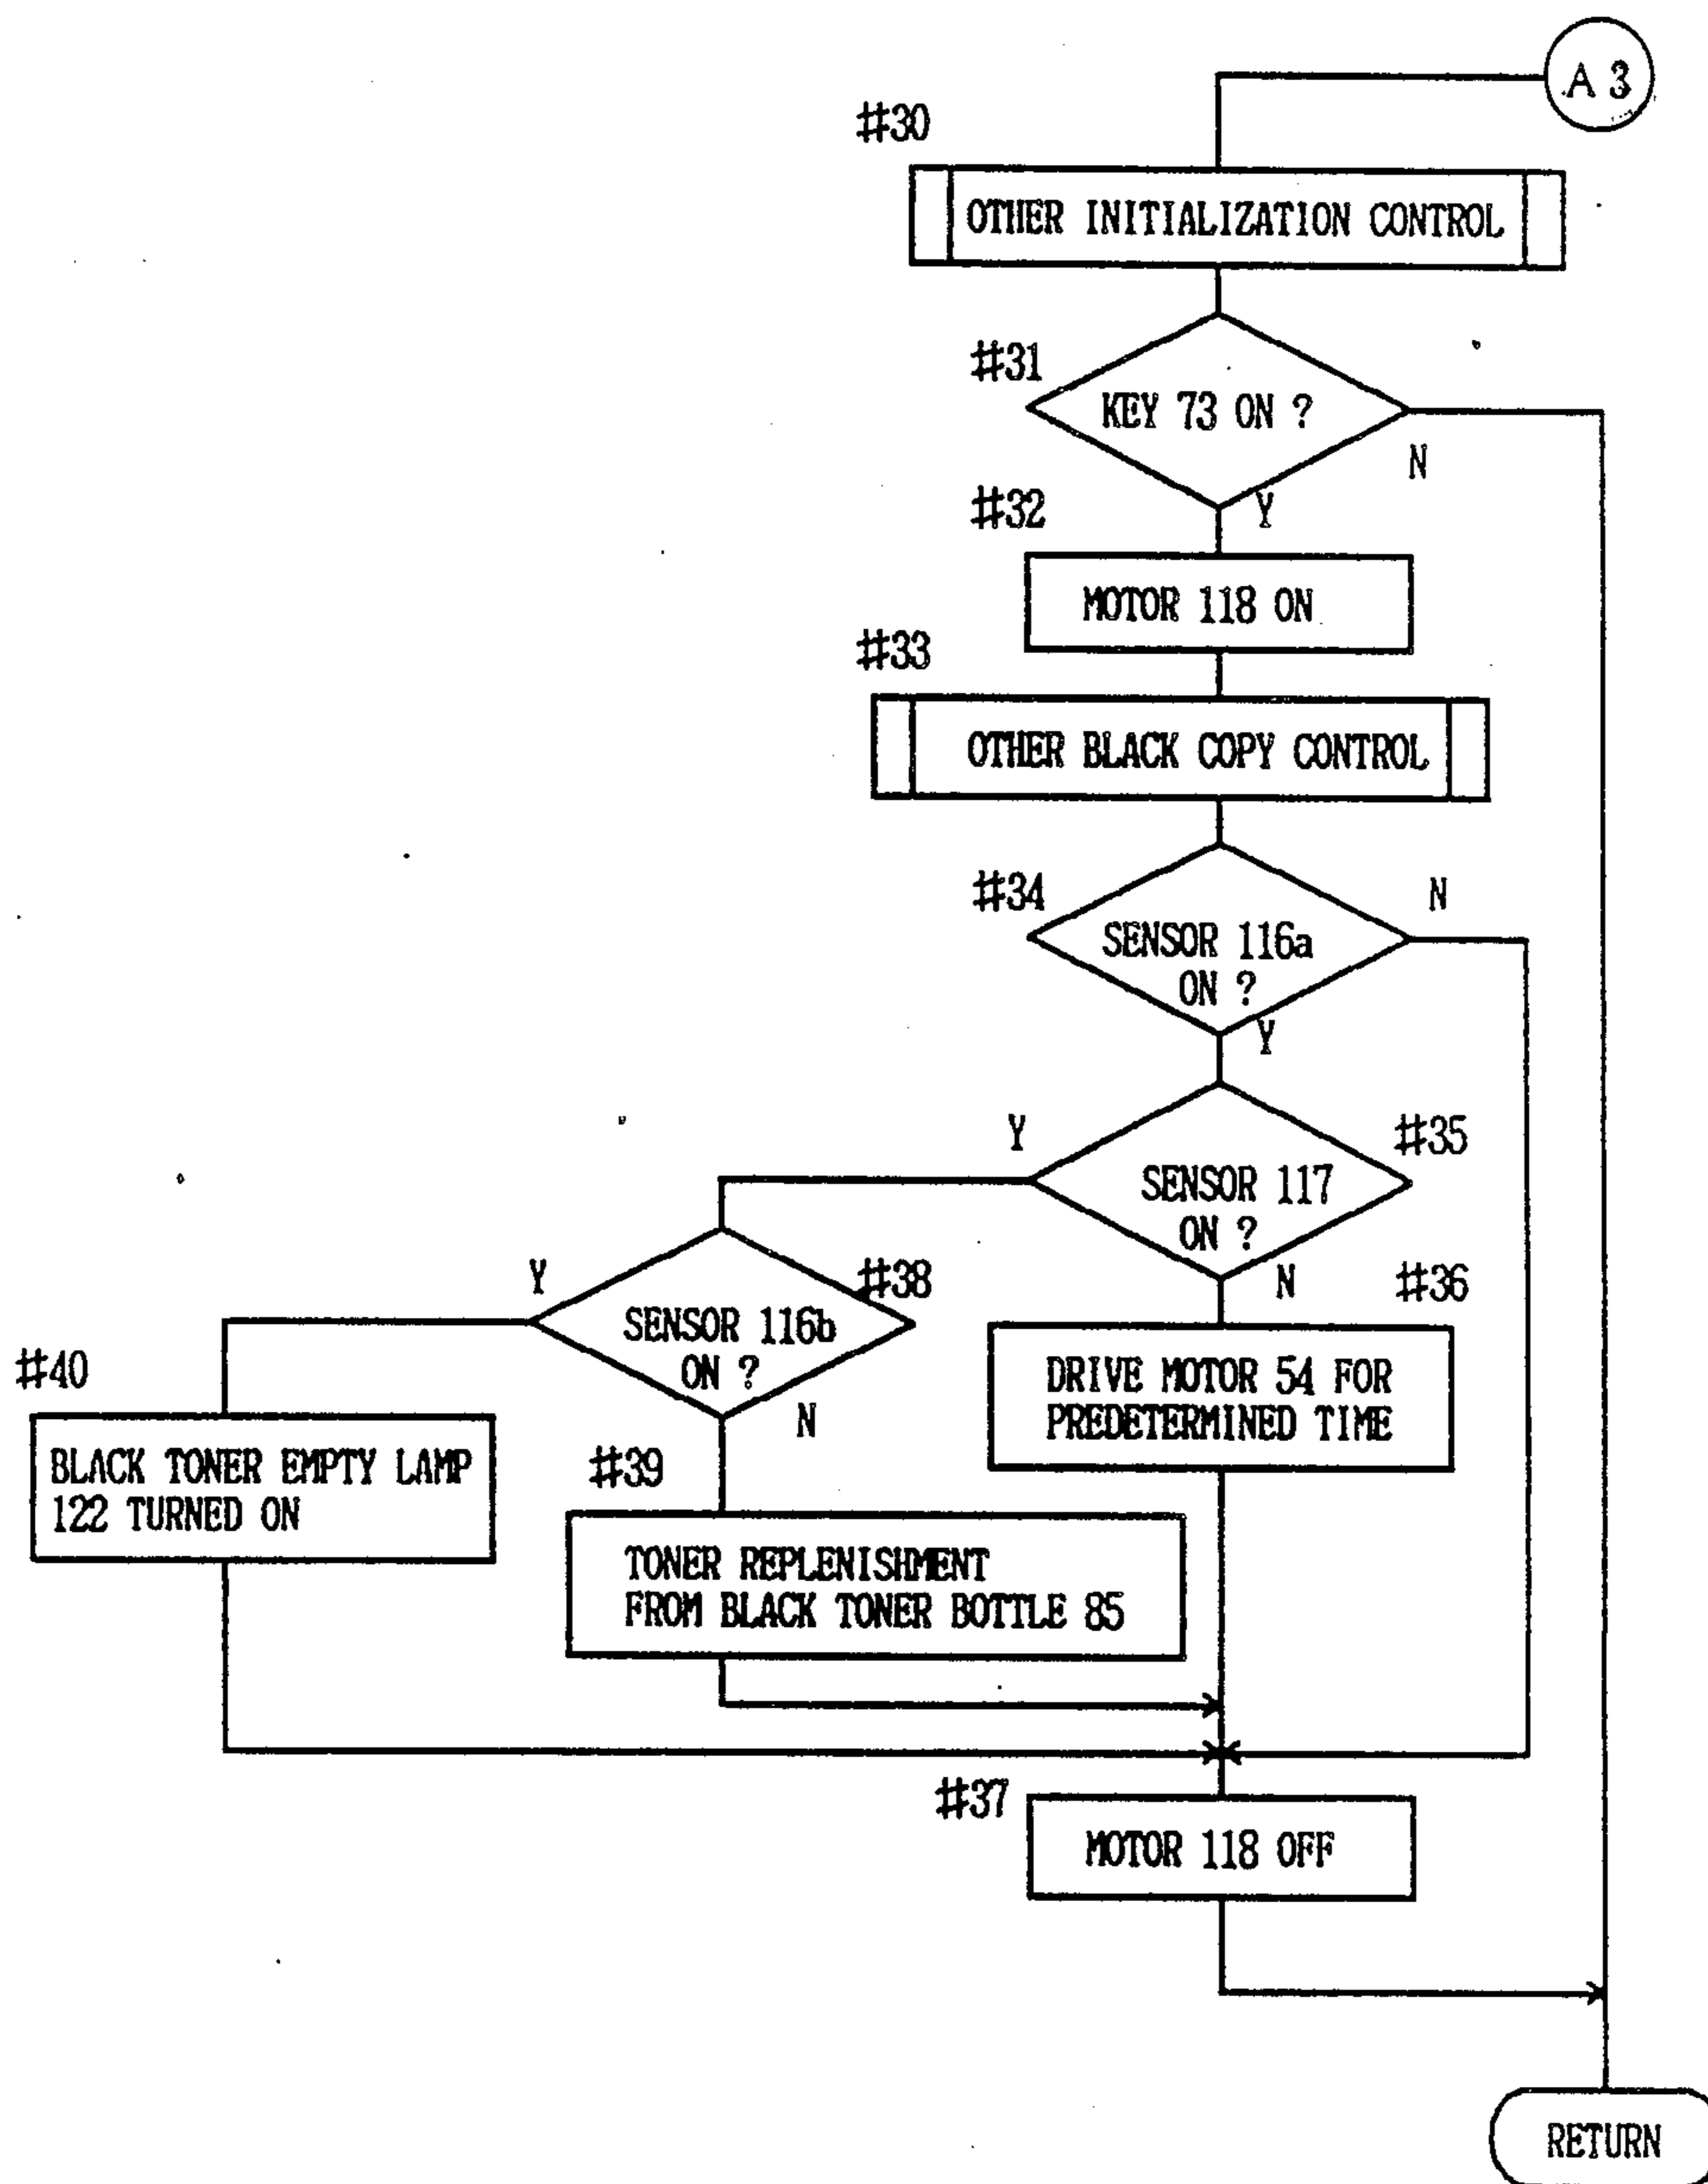 A 3
#30
OTHER INITIALIZATION CONTROL
#31
KEY 73 ON ?
N
#32
Y
MOTOR 118 ON
#33
OTHER BLACK COPY CONTROL
#34
N
SENSOR 116a
ON ?
Y
Y
#35
SENSOR 117
ON ?
Y
#38
N
#36
SENSOR 116b
ON ?
#40
DRIVE MOTOR 54 FOR
PREDETERMINED TIME
N
BLACK TONER EMPTY LAMP
122 TURNED ON
#39
TONER REPLENISHMENT
FROM BLACK TONER BOTTLE 85
#37
MOTOR 118 OFF
RETURN